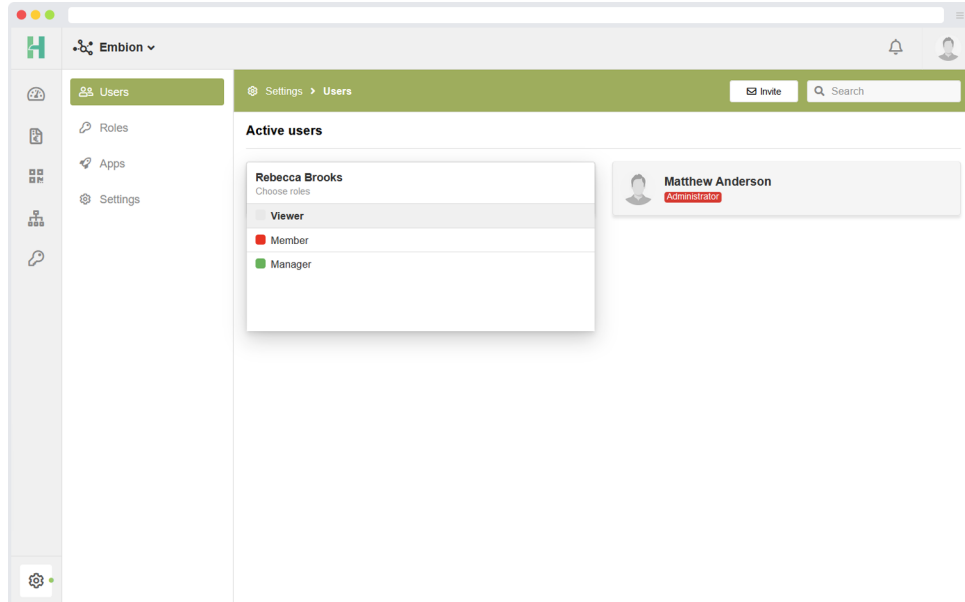 Embion
Users
Roles
Apps
Settings
Settings > Users
Invite
Search
Active users
Rebecca Brooks
Choose roles
Viewer
Member
Manager
Matthew Anderson
Administrator